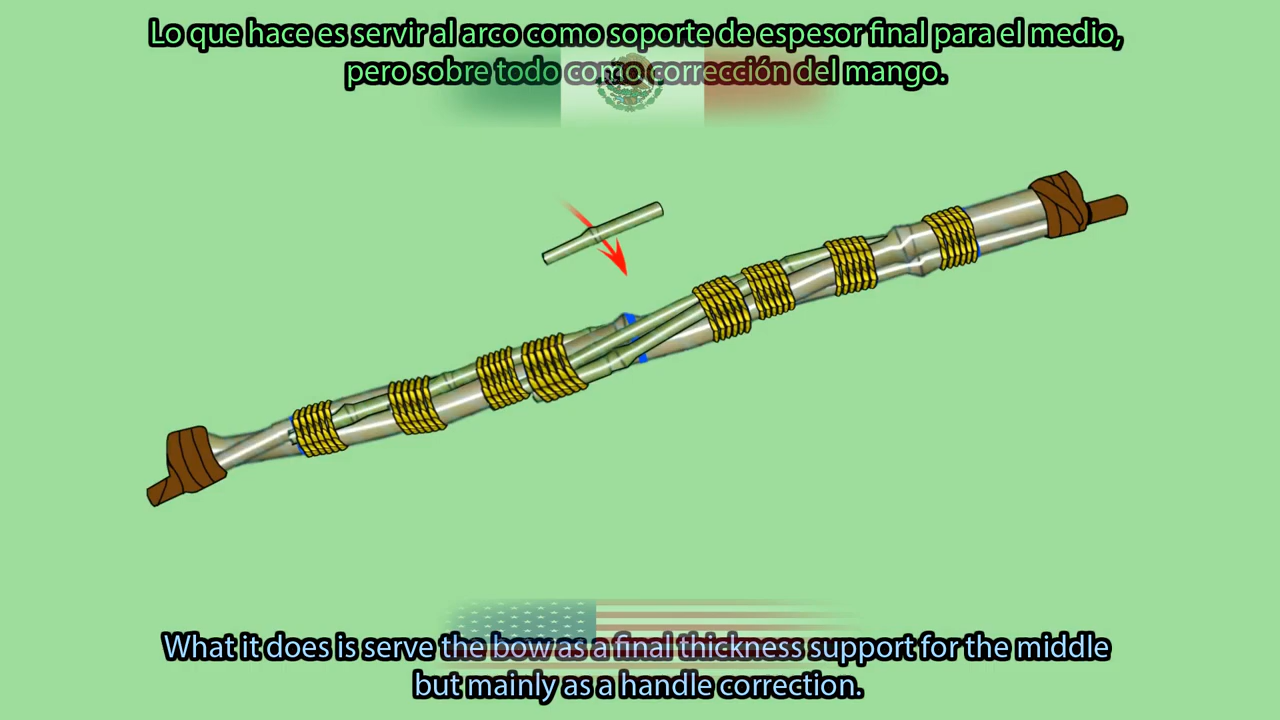 Lo que hace es servir al arco como soporte de espesor final para el medio,
pero sobre todo como corrección del mango.
What it does is serve the bow as a final thickness support for the middle
but mainly as a handle correction.